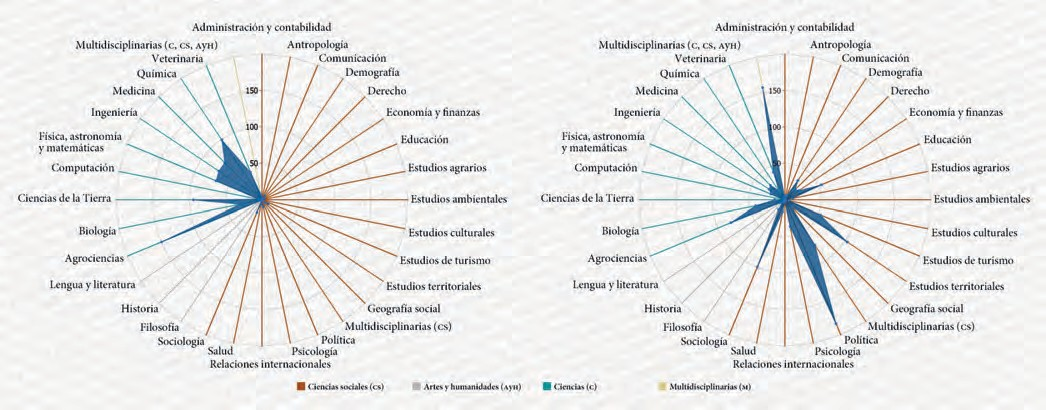 Administración y contabilidad
Antropología
Comunicación
Demografía
Derecho
Economía y finanzas
Educación
Estudios agrarios
Estudios ambientales
Estudios culturales
Estudios de turismo
Estudios territoriales
Geografía social
Multidisciplinarias (CS)
Política
Psicología
Relaciones internacionales
Salud
Sociología
Filosofía
Historia
Lengua y literatura
Agrociencias
Biología
Ciencias de la Tierra
Computación
Física, astronomía
y matemáticas
Ingeniería
Medicina
Química
Veterinaria
Multidisciplinarias (C, CS, AYH)
150
100
50
Administración y contabilidad
Antropología
Comunicación
Demografía
Derecho
Economía y finanzas
Educación
Estudios agrarios
Estudios ambientales
Estudios culturales
Estudios de turismo
Estudios territoriales
Geografía social
Multidisciplinarias (CS)
Política
Psicología
Relaciones internacionales
Salud
Sociología
Filosofía
Historia
Lengua y literatura
Agrociencias
Biología
Ciencias de la Tierra
Computación
Física, astronomía
y matemáticas
Ingeniería
Medicina
Química
Veterinaria
Multidisciplinarias (C, CS, AYH)
150
100
50
Ciencias sociales (CS)
Artes y humanidades (AYH)
Ciencias (C)
Multidisciplinarias (M)